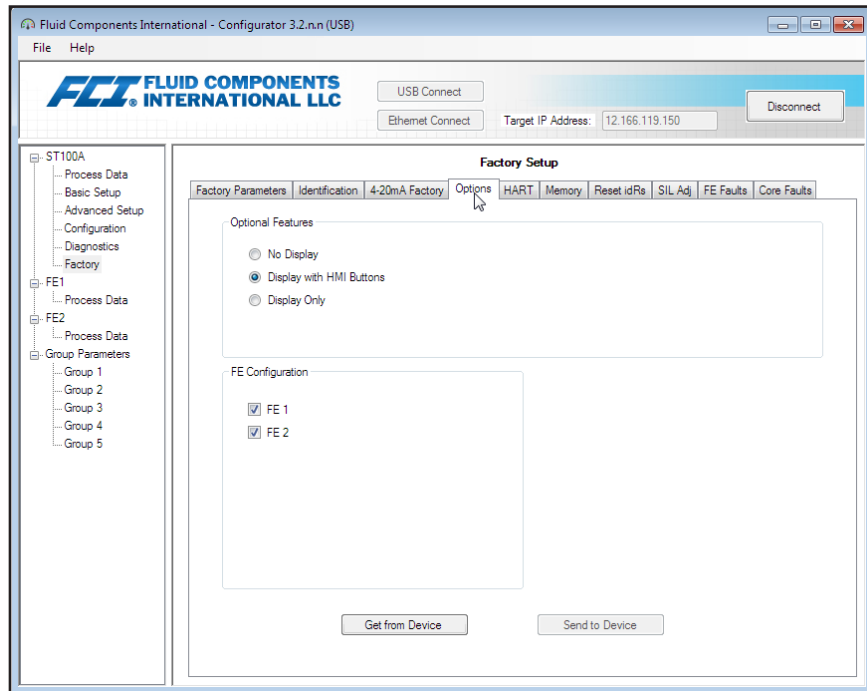 Fluid Components International - Configurator 3.2.n.n (USB)
File Help
FCI® FLUID COMPONENTS
INTERNATIONAL LLC
USB Connect
Ethernet Connect
Target IP Address: 12.166.119.150
Disconnect
ST100A
Process Data
Basic Setup
Advanced Setup
Configuration
Diagnostics
Factory
FE1
Process Data
FE2
Process Data
Group Parameters
Group 1
Group 2
Group 3
Group 4
Group 5
Factory Setup
Factory Parameters Identification 4-20mA Factory Options HART Memory Reset idRs SIL Adj FE Faults Core Faults
Optional Features
No Display
Display with HMI Buttons
Display Only
FE Configuration
FE 1
FE 2
Get from Device Send to Device